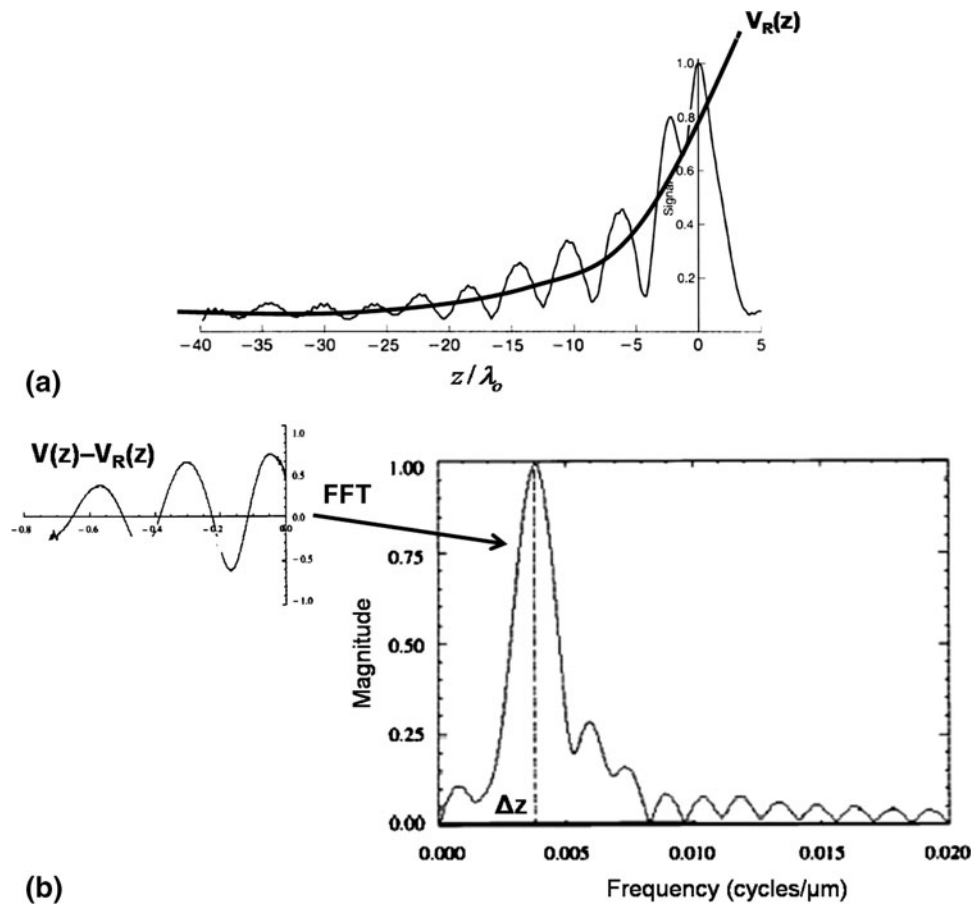 V_R(z)
1.0
0.8
0.6
0.4
0.2
Signal
−40 −35 −30 −25 −20 −15 −10 −5 0 5
z/λ_o
(a)
V(z)−V_R(z)
1.0
0.5
0.0
−0.5
−1.0
−0.8 −0.6 −0.4 −0.2 0.0
FFT
1.00
0.75
0.50
0.25
0.00
Magnitude
Δz
0.000 0.005 0.010 0.015 0.020
Frequency (cycles/µm)
(b)